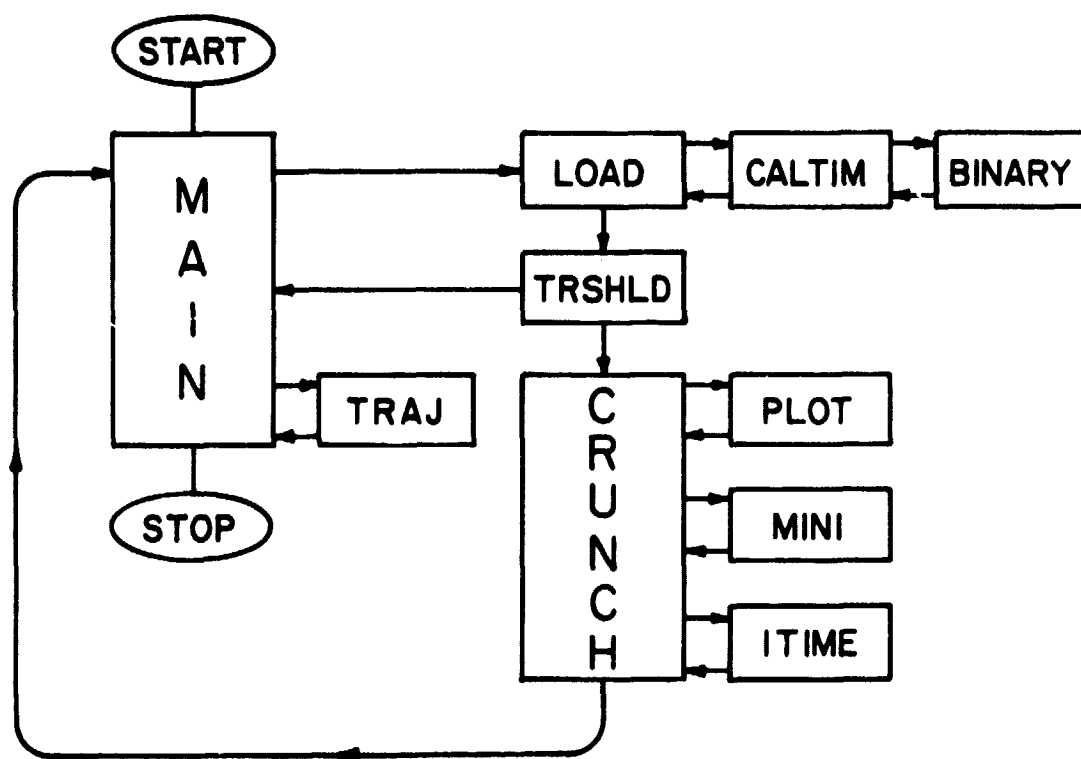 START
MAIN
LOAD
CALTIM
BINARY
TRSHLD
TRAJ
CRUNCH
PLOT
STOP
MINI
ITIME